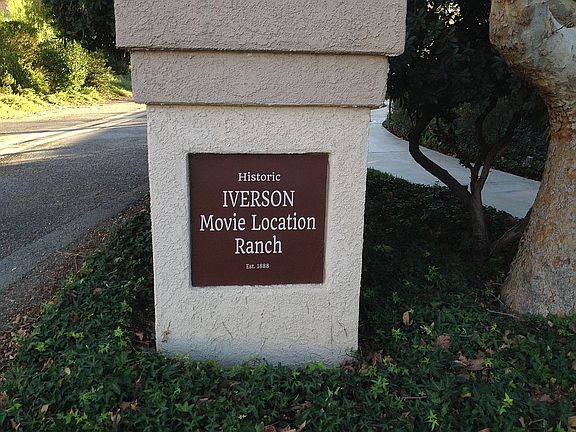 Historic
IVERSON
Movie Location
Ranch
Est. 1888